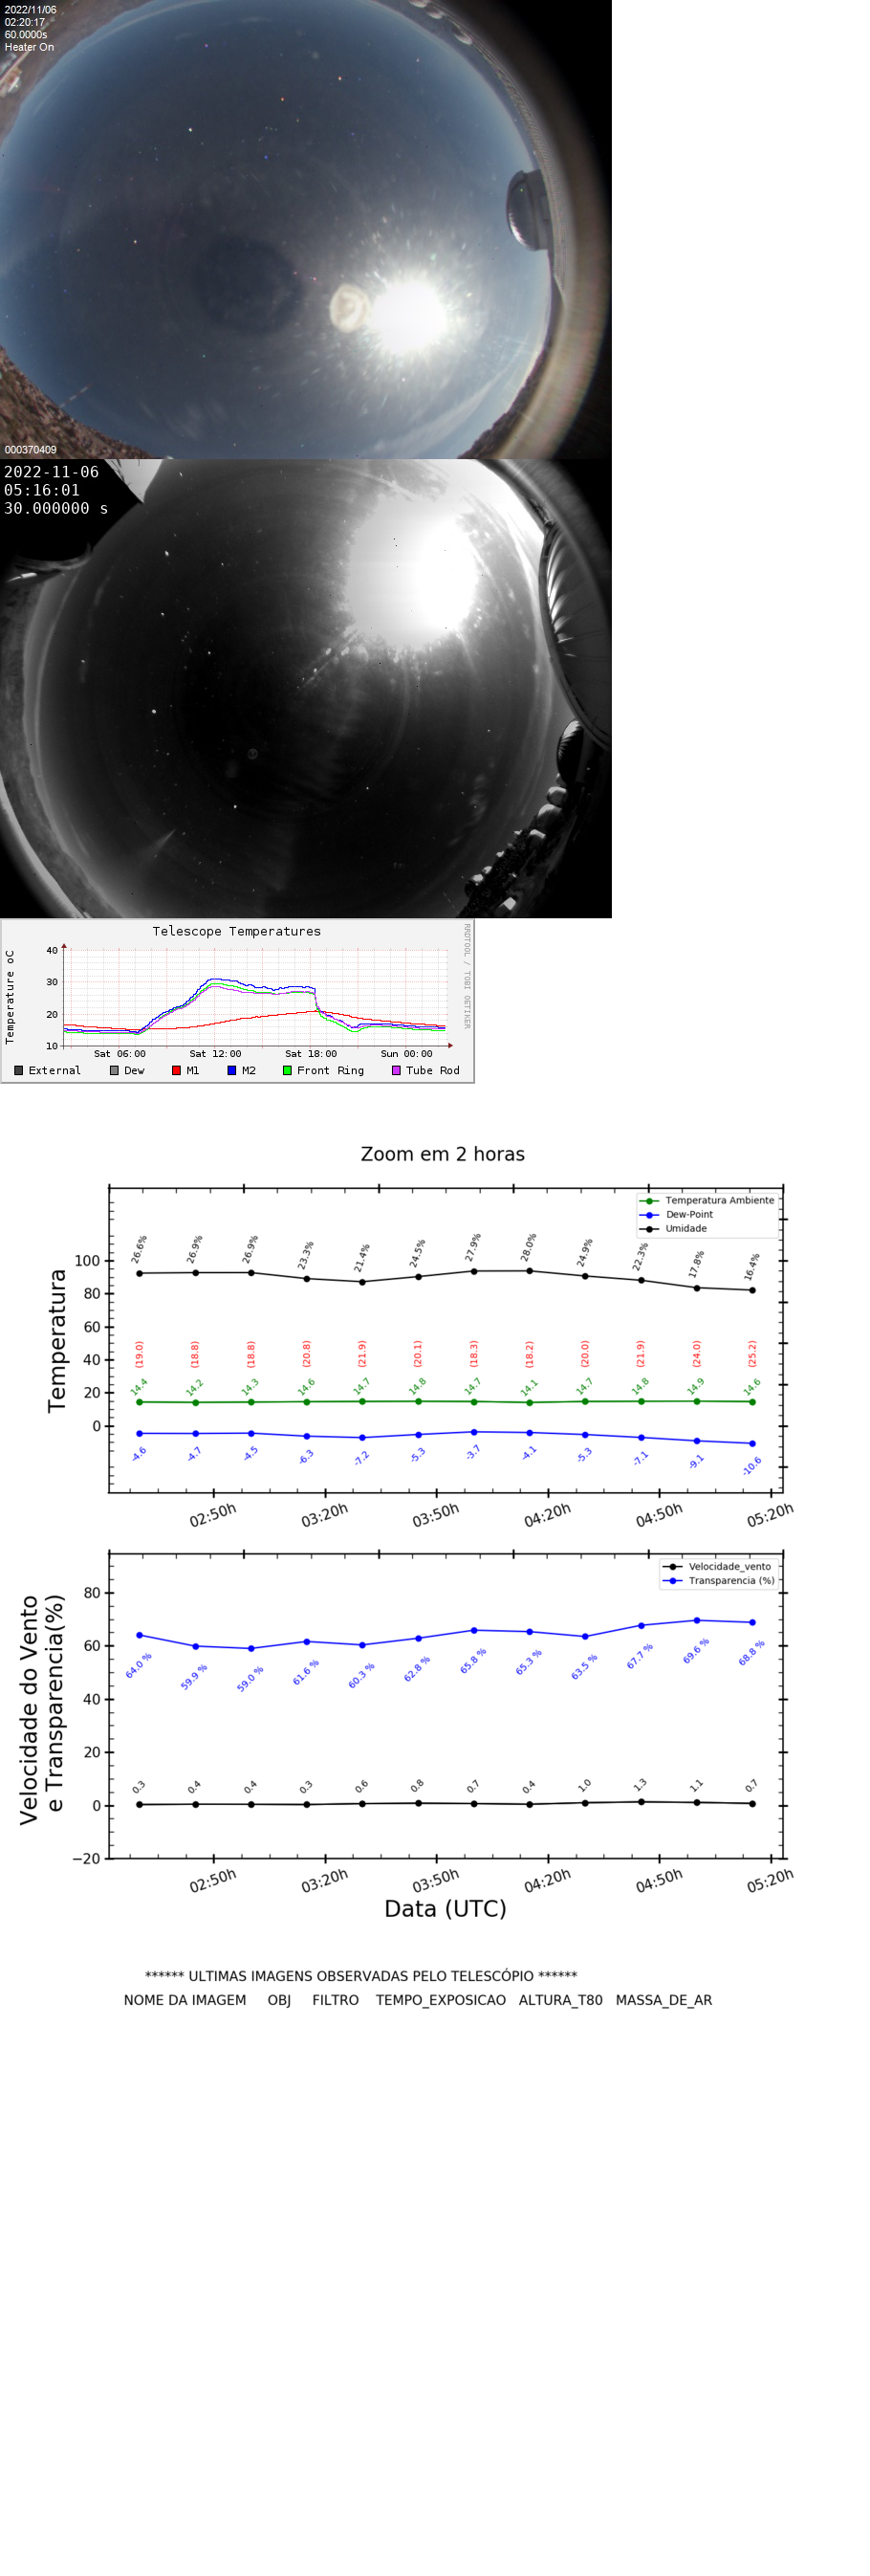 2022/11/06
02:20:17
60.0000s
Heater On
000370409
2022-11-06
05:16:01
30.000000 s
Telescope Temperatures
RRDTOOL / TOBI OETIKER
Temperature oC
40
30
20
10
Sat 06:00 Sat 12:00 Sat 18:00 Sun 00:00
External Dew M1 M2 Front Ring Tube Rod
Zoom em 2 horas
Temperatura Ambiente
Dew-Point
Umidade
Temperatura
100
80
60
40
20
0
26.6% 26.9% 26.9% 23.3% 21.4% 24.5% 27.9% 28.0% 24.9% 22.3% 17.8% 16.4%
(19.0) (18.8) (18.8) (20.8) (21.9) (20.1) (18.3) (18.2) (20.0) (21.9) (24.0) (25.2)
14.4 14.2 14.3 14.6 14.7 14.8 14.7 14.1 14.7 14.8 14.9 14.6
-4.6 -4.7 -4.5 -6.3 -7.2 -5.3 -3.7 -4.1 -5.3 -7.1 -9.1 -10.6
02:50h 03:20h 03:50h 04:20h 04:50h 05:20h
Velocidade_vento
Transparencia (%)
Velocidade do Vento
e Transparencia(%)
80
60
40
20
0
−20
64.0 % 59.9 % 59.0 % 61.6 % 60.3 % 62.8 % 65.8 % 65.3 % 63.5 % 67.7 % 69.6 % 68.8 %
0.3 0.4 0.4 0.3 0.6 0.8 0.7 0.4 1.0 1.3 1.1 0.7
02:50h 03:20h 03:50h 04:20h 04:50h 05:20h
Data (UTC)
****** ULTIMAS IMAGENS OBSERVADAS PELO TELESCÓPIO ******
NOME DA IMAGEM OBJ FILTRO TEMPO_EXPOSICAO ALTURA_T80 MASSA_DE_AR